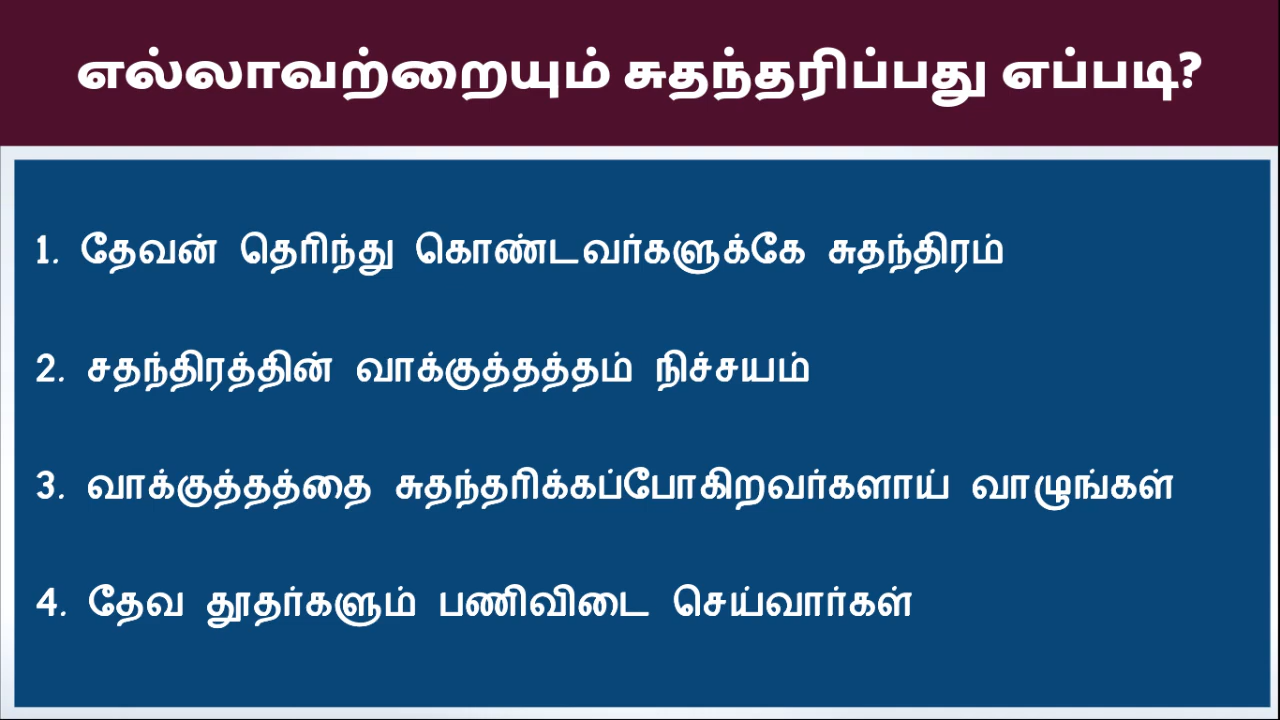 எல்லாவற்றையும் சுதந்தரிப்பது எப்படி?
1. தேவன் தெரிந்து கொண்டவர்களுக்கே சுதந்திரம்
2. சதந்திரத்தின் வாக்குத்தத்தம் நிச்சயம்
3. வாக்குத்தத்தை சுதந்தரிக்கப்போகிறவர்களாய் வாழுங்கள்
4. தேவ தூதர்களும் பணிவிடை செய்வார்கள்